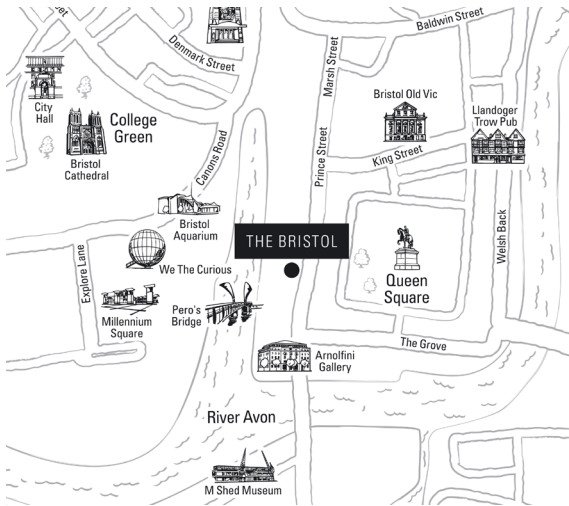 Baldwin Street
Denmark Street
Marsh Street
Bristol Old Vic
City
Hall
College
Green
Llandoger
Trow Pub
Bristol
Cathedral
Canons Road
Prince Street
King Street
Bristol
Aquarium
THE BRISTOL
Welsh Back
Explore Lane
We The Curious
Queen
Square
Millennium
Square
Pero's
Bridge
The Grove
Arnolfini
Gallery
River Avon
M Shed Museum